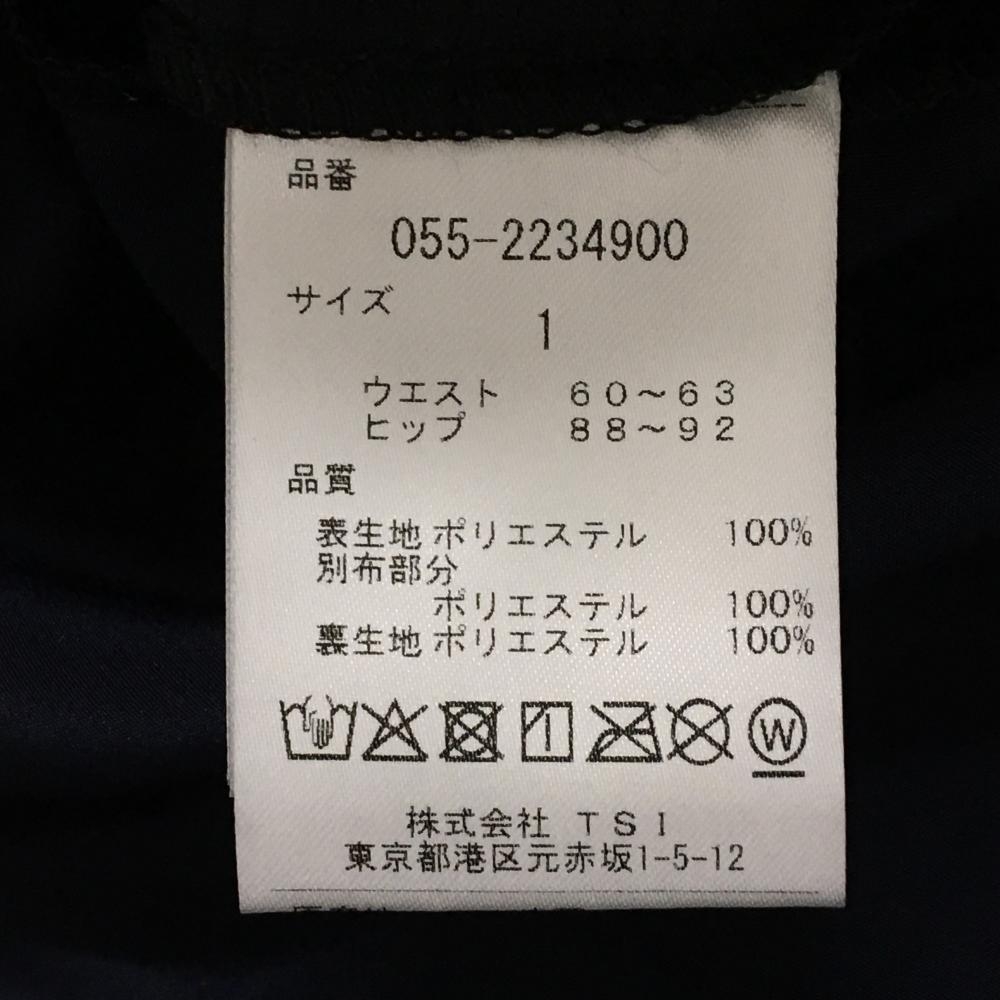 品番
055-2234900
サイズ
1
ウエスト 60～63
ヒップ 88～92
品質
表生地 ポリエステル 100%
別布部分
ポリエステル 100%
裏生地 ポリエステル 100%
W
株式会社 TSI
東京都港区元赤坂1-5-12